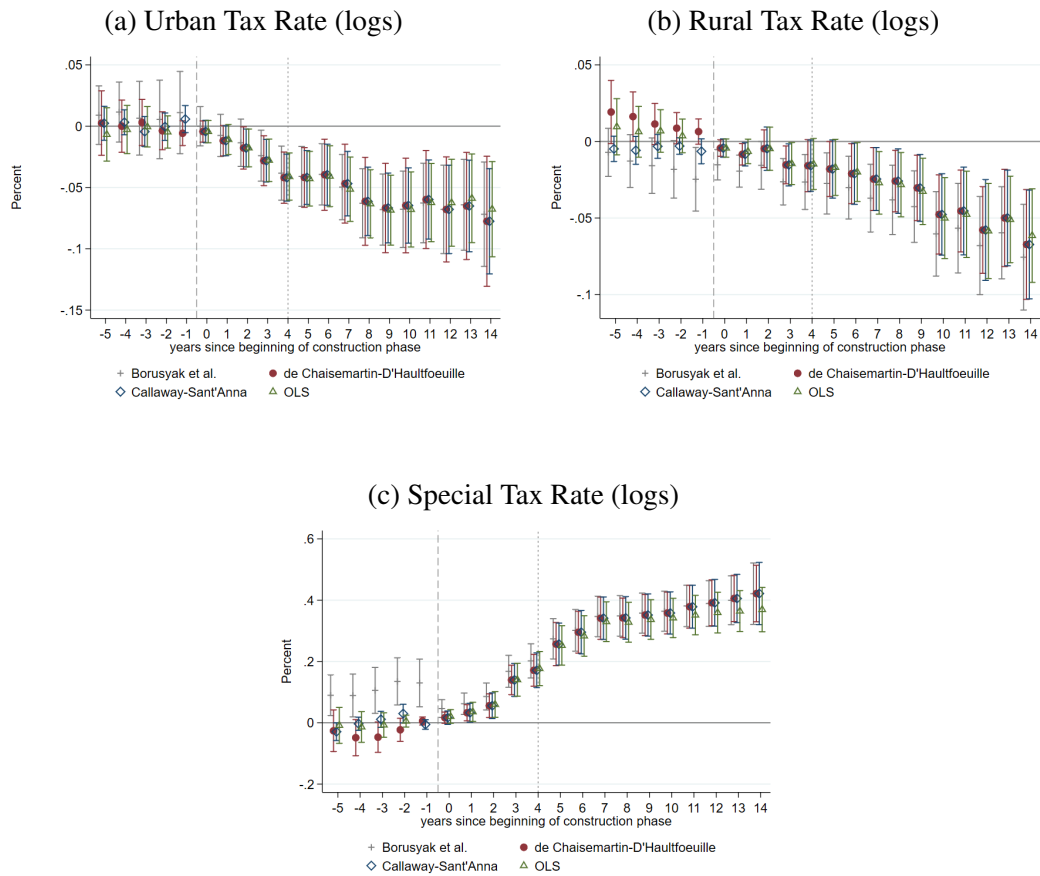 (a) Urban Tax Rate (logs)
Percent
.05
0
-.05
-.1
-.15
-5 -4 -3 -2 -1 0 1 2 3 4 5 6 7 8 9 10 11 12 13 14
years since beginning of construction phase
Borusyak et al. de Chaisemartin-D'Haultfoeuille
Callaway-Sant'Anna OLS
(b) Rural Tax Rate (logs)
Percent
.05
0
-.05
-.1
-5 -4 -3 -2 -1 0 1 2 3 4 5 6 7 8 9 10 11 12 13 14
years since beginning of construction phase
Borusyak et al. de Chaisemartin-D'Haultfoeuille
Callaway-Sant'Anna OLS
(c) Special Tax Rate (logs)
Percent
.6
.4
.2
0
-.2
-5 -4 -3 -2 -1 0 1 2 3 4 5 6 7 8 9 10 11 12 13 14
years since beginning of construction phase
Borusyak et al. de Chaisemartin-D'Haultfoeuille
Callaway-Sant'Anna OLS